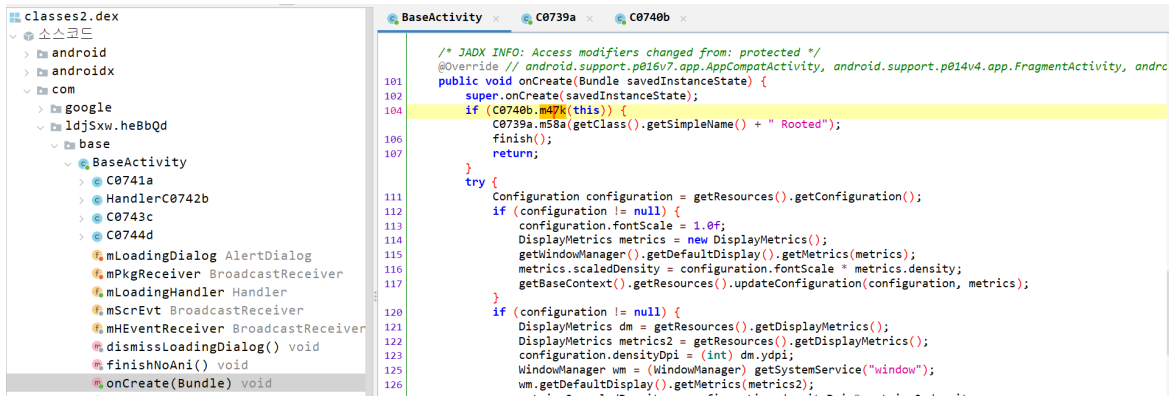 classes2.dex
소스코드
android
androidx
com
google
ldjSxw.heBbQd
base
BaseActivity
C0741a
HandlerC0742b
C0743c
C0744d
mLoadingDialog AlertDialog
mPkgReceiver BroadcastReceiver
mLoadingHandler Handler
mScrEvt BroadcastReceiver
mHEventReceiver BroadcastReceiver
dismissLoadingDialog() void
finishNoAni() void
onCreate(Bundle) void
BaseActivity × C0739a × C0740b ×
/* JADX INFO: Access modifiers changed from: protected */
@Override // android.support.p016v7.app.AppCompatActivity, android.support.p014v4.app.FragmentActivity, andro
101 public void onCreate(Bundle savedInstanceState) {
102 super.onCreate(savedInstanceState);
104 if (C0740b.m47k(this)) {
C0739a.m58a(getClass().getSimpleName() + " Rooted");
106 finish();
107 return;
}
try {
111 Configuration configuration = getResources().getConfiguration();
112 if (configuration != null) {
113 configuration.fontScale = 1.0f;
114 DisplayMetrics metrics = new DisplayMetrics();
115 getWindowManager().getDefaultDisplay().getMetrics(metrics);
116 metrics.scaledDensity = configuration.fontScale * metrics.density;
117 getBaseContext().getResources().updateConfiguration(configuration, metrics);
}
120 if (configuration != null) {
121 DisplayMetrics dm = getResources().getDisplayMetrics();
122 DisplayMetrics metrics2 = getResources().getDisplayMetrics();
123 configuration.densityDpi = (int) dm.ydpi;
125 WindowManager wm = (WindowManager) getSystemService("window");
126 wm.getDefaultDisplay().getMetrics(metrics2);